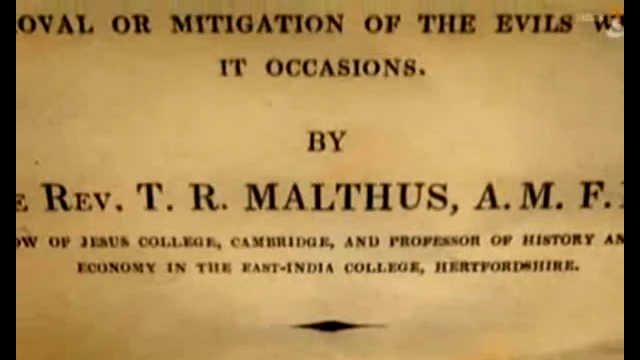 OVAL OR MITIGATION OF THE EVILS W
IT OCCASIONS.
BY
E REV. T. R. MALTHUS, A.M. F.
OW OF JESUS COLLEGE, CAMBRIDGE, AND PROFESSOR OF HISTORY AN
ECONOMY IN THE EAST-INDIA COLLEGE, HERTFORDSHIRE.